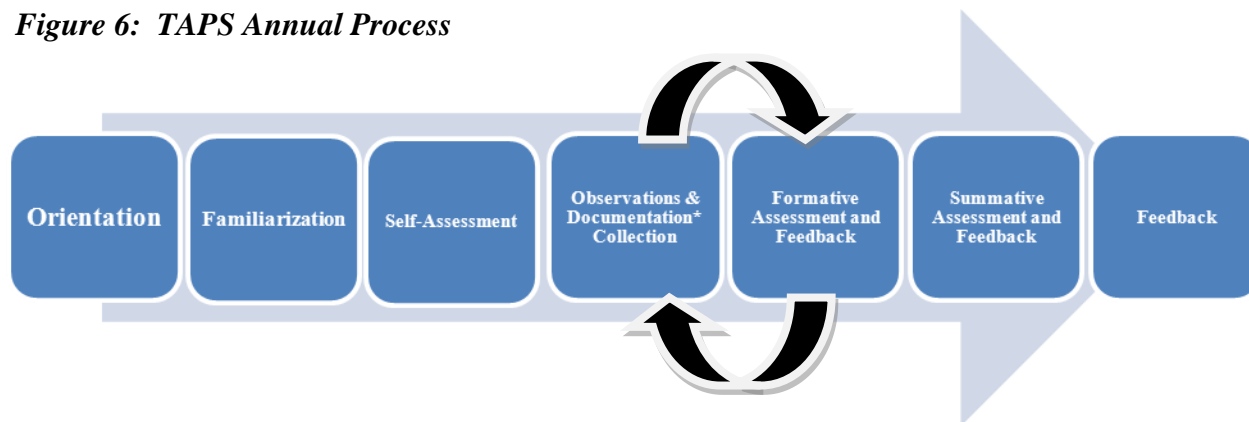 Figure 6: TAPS Annual Process
Orientation
Familiarization
Self-Assessment
Observations &
Documentation*
Collection
Formative
Assessment and
Feedback
Summative
Assessment and
Feedback
Feedback